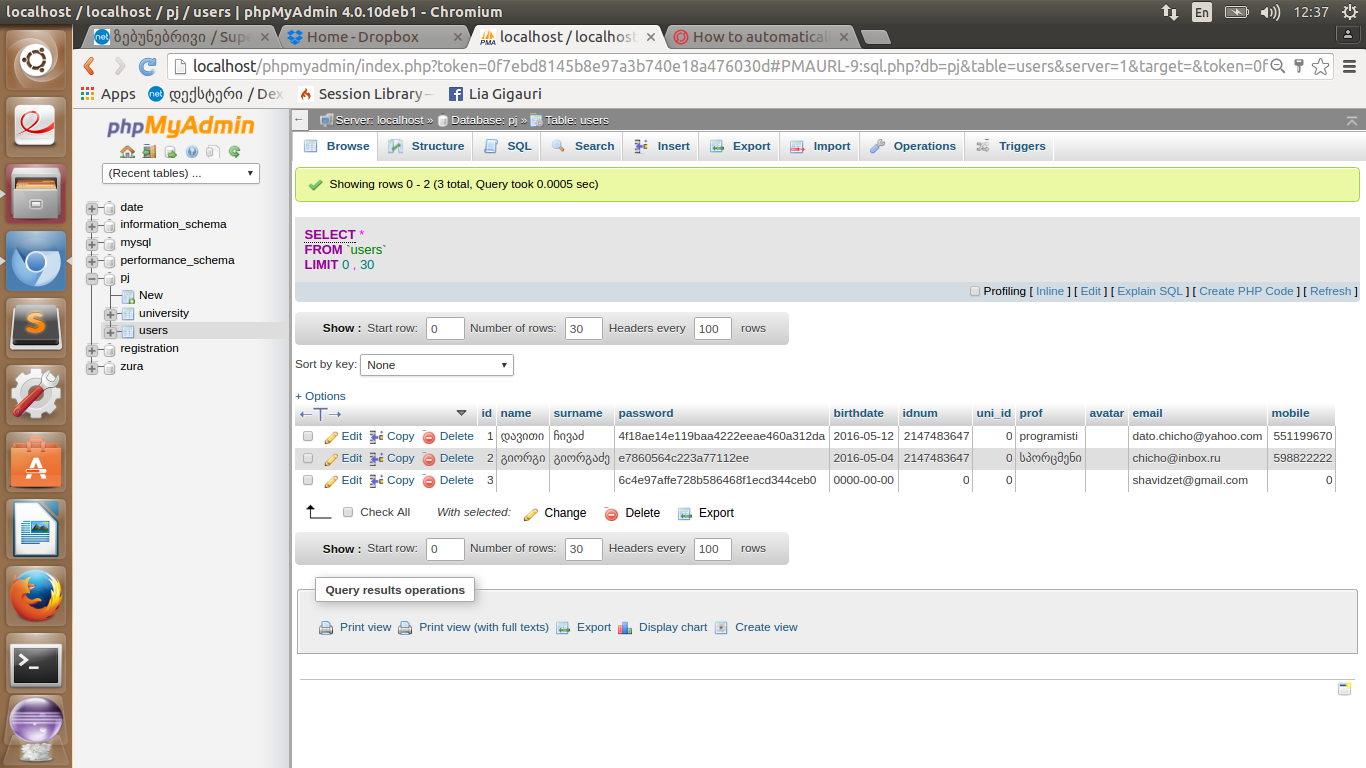 localhost / localhost / pj / users | phpMyAdmin 4.0.10deb1 - Chromium
En
12:37
ზებუნებრივი / Supe
Home - Dropbox
localhost / localhost
How to automaticall
localhost/phpmyadmin/index.php?token=0f7ebd8145b8e97a3b740e18a476030d#PMAURL-9:sql.php?db=pj&table=users&server=1&target=&token=0f
Apps
დექსტერი / Dex
Session Library
Lia Gigauri
phpMyAdmin
(Recent tables) ...
date
information_schema
mysql
performance_schema
pj
New
university
users
registration
zura
Server: localhost » Database: pj » Table: users
Browse Structure SQL Search Insert Export Import Operations Triggers
Showing rows 0 - 2 (3 total, Query took 0.0005 sec)
SELECT *
FROM `users`
LIMIT 0 , 30
Profiling [ Inline ] [ Edit ] [ Explain SQL ] [ Create PHP Code ] [ Refresh ]
Show : Start row: 0 Number of rows: 30 Headers every 100 rows
Sort by key: None
+ Options
←T→ id name surname password birthdate idnum uni_id prof avatar email mobile
Edit Copy Delete 1 დავითი ჩივაძ 4f18ae14e119baa4222eeae460a312da 2016-05-12 2147483647 0 programisti dato.chicho@yahoo.com 551199670
Edit Copy Delete 2 გიორგი გიორგაძე e7860564c223a77112ee 2016-05-04 2147483647 0 სპორცმენი chicho@inbox.ru 598822222
Edit Copy Delete 3 6c4e97affe728b586468f1ecd344ceb0 0000-00-00 0 0 shavidzet@gmail.com 0
Check All With selected: Change Delete Export
Show : Start row: 0 Number of rows: 30 Headers every 100 rows
Query results operations
Print view Print view (with full texts) Export Display chart Create view